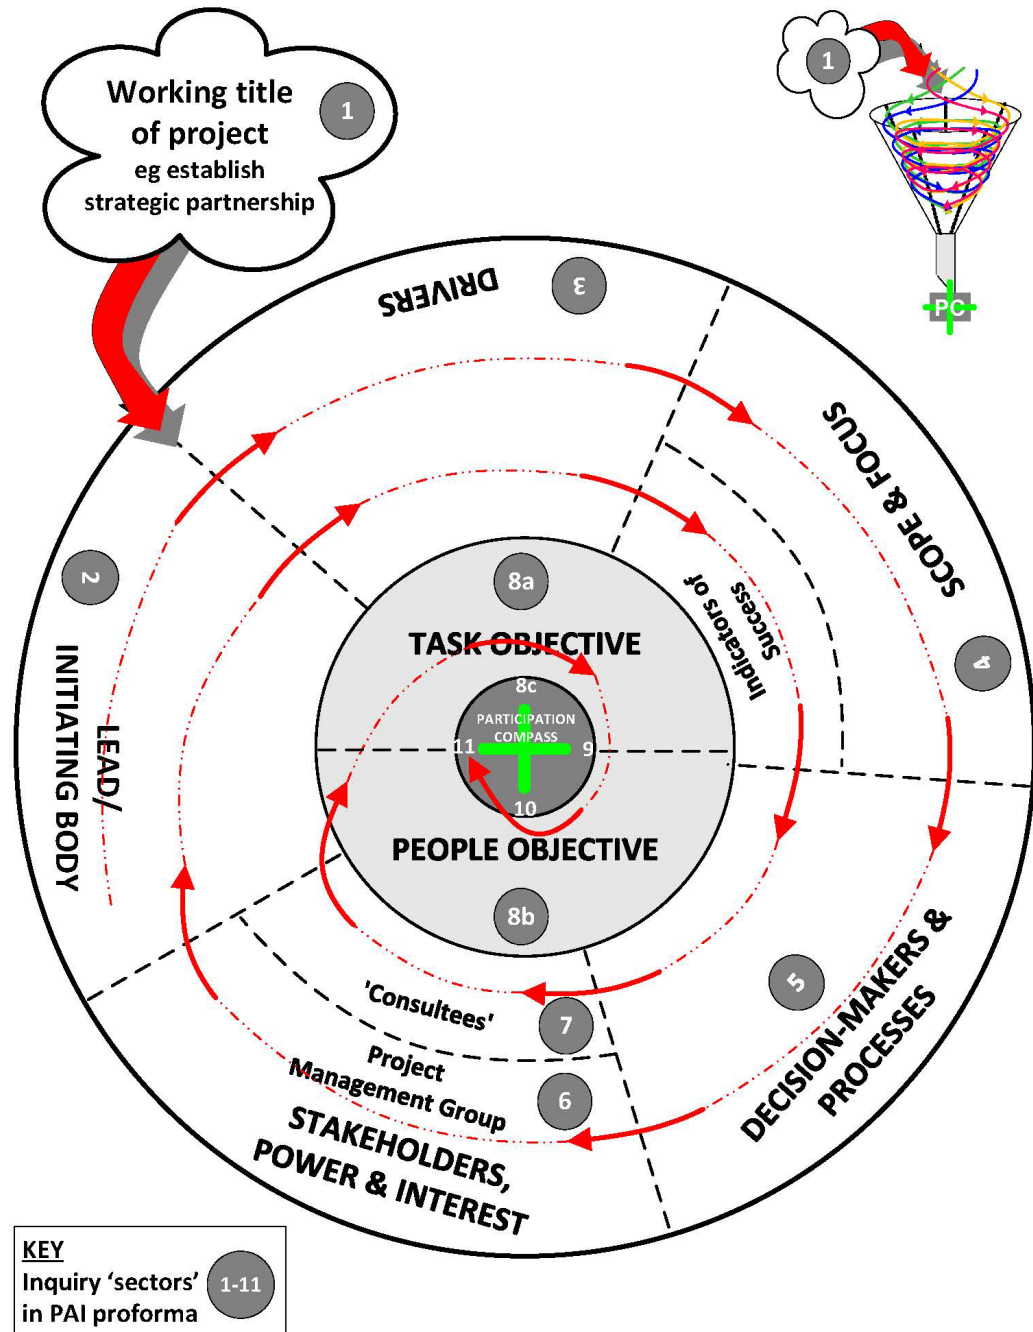 Working title
of project
eg establish
strategic partnership
1
1
PC
DRIVERS
3
SCOPE & FOCUS
4
Indicators of
Success
2
LEAD/
INITIATING BODY
8a
TASK OBJECTIVE
8c
PARTICIPATION
COMPASS
11
9
10
PEOPLE OBJECTIVE
8b
5
DECISION-MAKERS &
PROCESSES
'Consultees'
7
Project
Management Group
6
STAKEHOLDERS,
POWER & INTEREST
KEY
Inquiry ‘sectors’
in PAI proforma
1-11